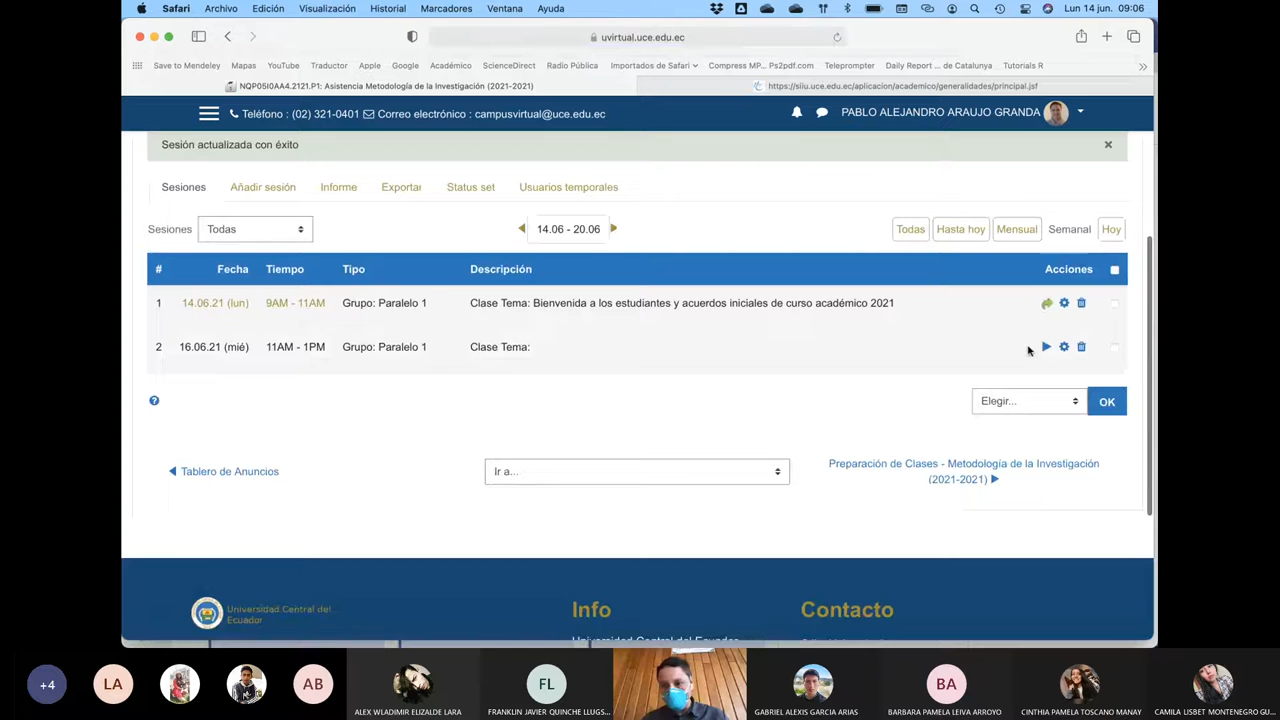 Safari Archivo Edición Visualización Historial Marcadores Ventana Ayuda Lun 14 jun. 09:06
uvirtual.uce.edu.ec
Save to Mendeley Mapas YouTube Traductor Apple Google Académico ScienceDirect Radio Pública Importados de Safari Compress MP... Ps2pdf.com Teleprompter Daily Report ... de Catalunya Tutorials R
NQP05I0AA4.2121.P1: Asistencia Metodología de la Investigación (2021-2021) https://siiu.uce.edu.ec/aplicacion/academico/generalidades/principal.jsf
Teléfono : (02) 321-0401 Correo electrónico : campusvirtual@uce.edu.ec PABLO ALEJANDRO ARAUJO GRANDA
Sesión actualizada con éxito ×
Sesiones Añadir sesión Informe Exportar Status set Usuarios temporales
Sesiones Todas 14.06 - 20.06 Todas Hasta hoy Mensual Semanal Hoy
# Fecha Tiempo Tipo Descripción Acciones
1 14.06.21 (lun) 9AM - 11AM Grupo: Paralelo 1 Clase Tema: Bienvenida a los estudiantes y acuerdos iniciales de curso académico 2021
2 16.06.21 (mié) 11AM - 1PM Grupo: Paralelo 1 Clase Tema:
Elegir... OK
Tablero de Anuncios Ir a... Preparación de Clases - Metodología de la Investigación
(2021-2021)
Universidad Central del
Ecuador
Info Contacto
Universidad Central del Ecuador
+4 LA AB FL BA
ALEX WLADIMIR ELIZALDE LARA FRANKLIN JAVIER QUINCHE LLUGS... GABRIEL ALEXIS GARCIA ARIAS BARBARA PAMELA LEIVA ARROYO CINTHIA PAMELA TOSCANO MANAY CAMILA LISBET MONTENEGRO GU...